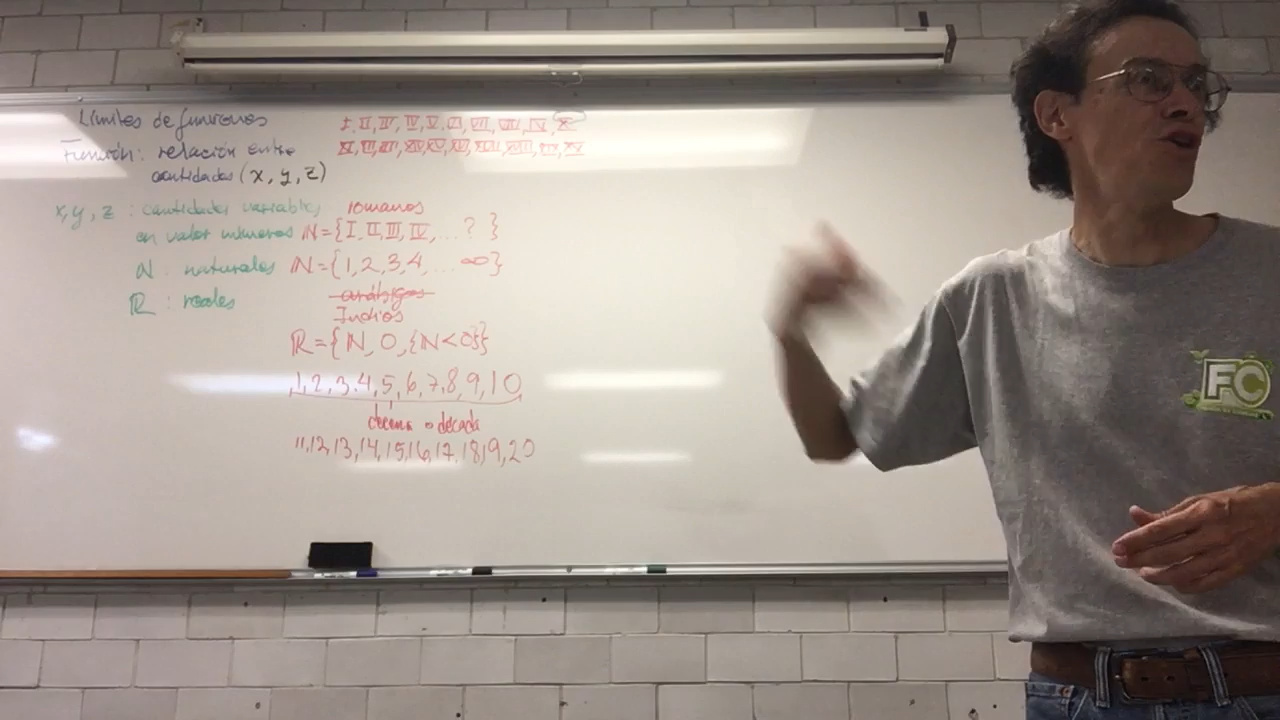 Límites de funciones
Función: relación entre
cantidades (x, y, z)
x, y, z : cantidades variables
en valor
N : naturales
R : reales
I, II, III, IV, V, VI, VII, VIII, IX, X
romanos
N={I, II, III, IV, ... ? }
N={1, 2, 3, 4, ... ∞}
arábigos
Indios
R={N, 0, {N<0}}
1, 2, 3, 4, 5, 6, 7, 8, 9, 10
decena o década
11, 12, 13, 14, 15, 16, 17, 18, 19, 20
FC